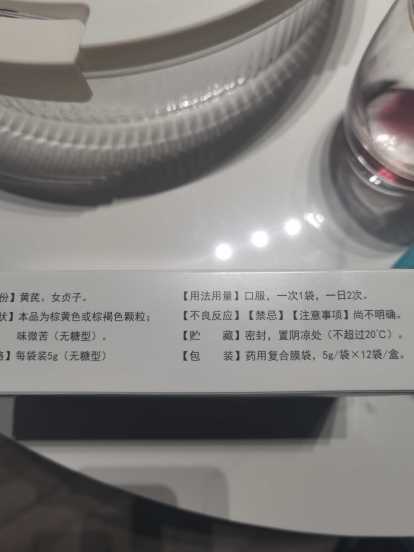 份】黄芪，女贞子。
状】本品为棕黄色或棕褐色颗粒；
味微苦（无糖型）。
格】每袋装5g（无糖型）
【用法用量】口服，一次1袋，一日2次。
【不良反应】【禁忌】【注意事项】尚不明确。
【贮　　藏】密封，置阴凉处（不超过20℃）。
【包　　装】药用复合膜袋，5g/袋×12袋/盒。